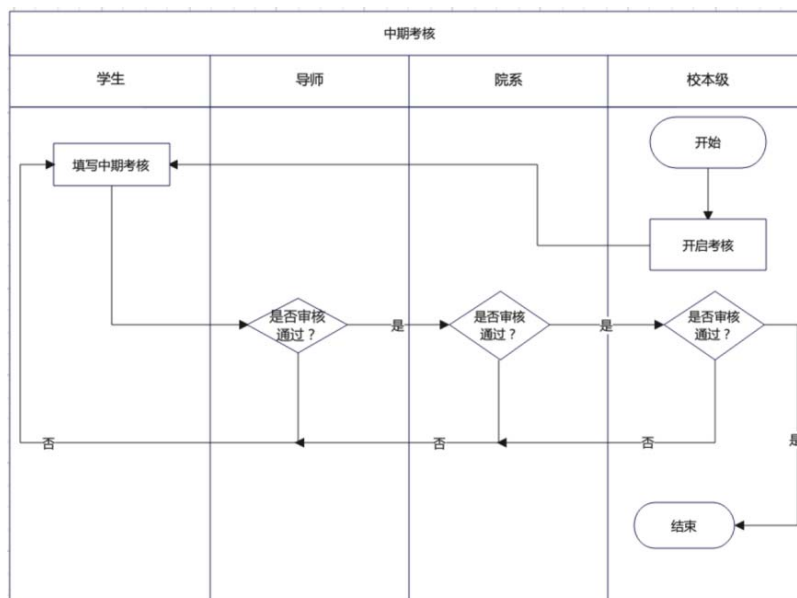 中期考核
学生
导师
院系
校本级
开始
填写中期考核
开启考核
是否审核
通过？
是
是否审核
通过？
是
是否审核
通过？
否
否
否
是
结束